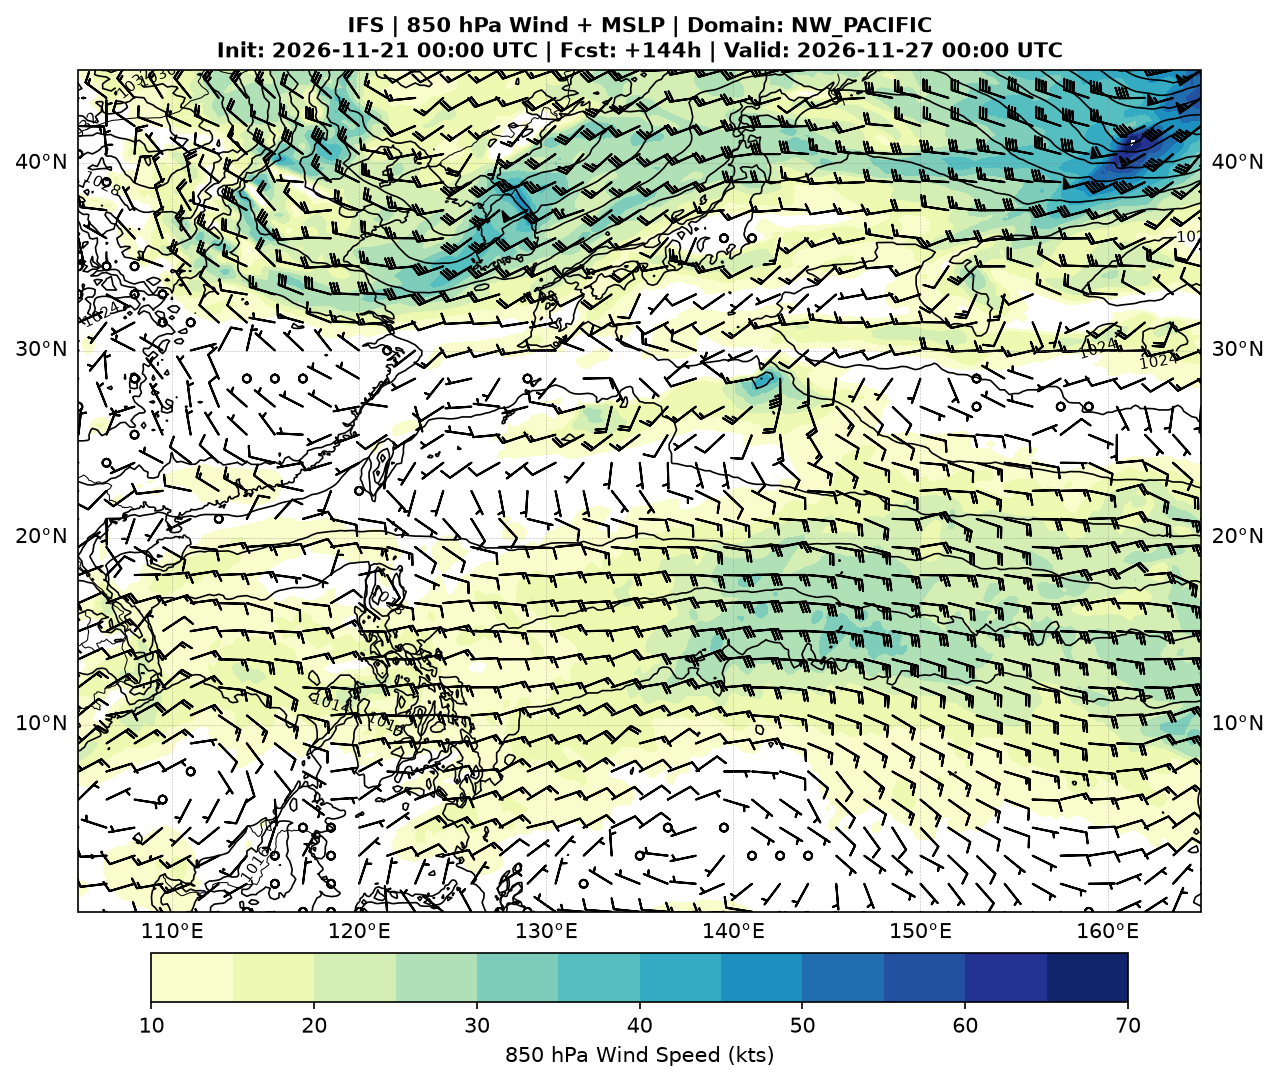 IFS | 850 hPa Wind + MSLP | Domain: NW_PACIFIC
Init: 2026-11-21 00:00 UTC | Fcst: +144h | Valid: 2026-11-27 00:00 UTC
40°N
40°N
30°N
1024
1024
30°N
20°N
20°N
10°N
10°N
110°E 120°E 130°E 140°E 150°E 160°E
10 20 30 40 50 60 70
850 hPa Wind Speed (kts)